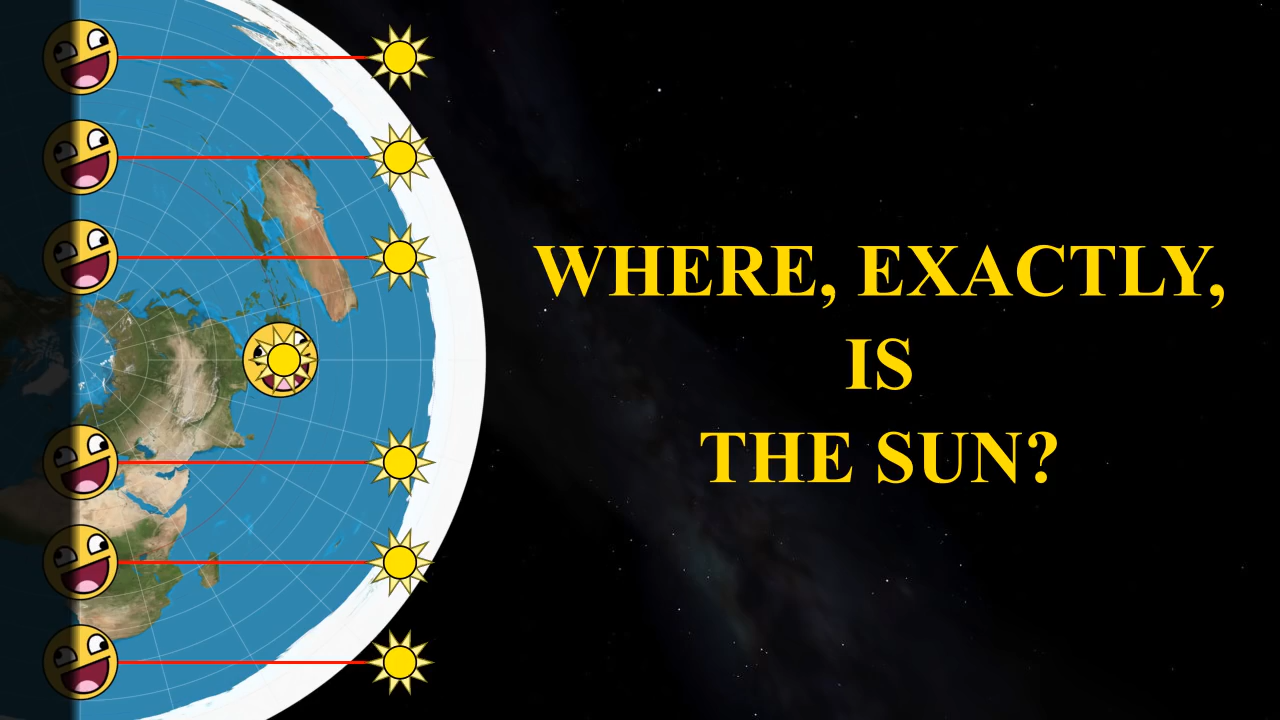 WHERE, EXACTLY,
IS
THE SUN?